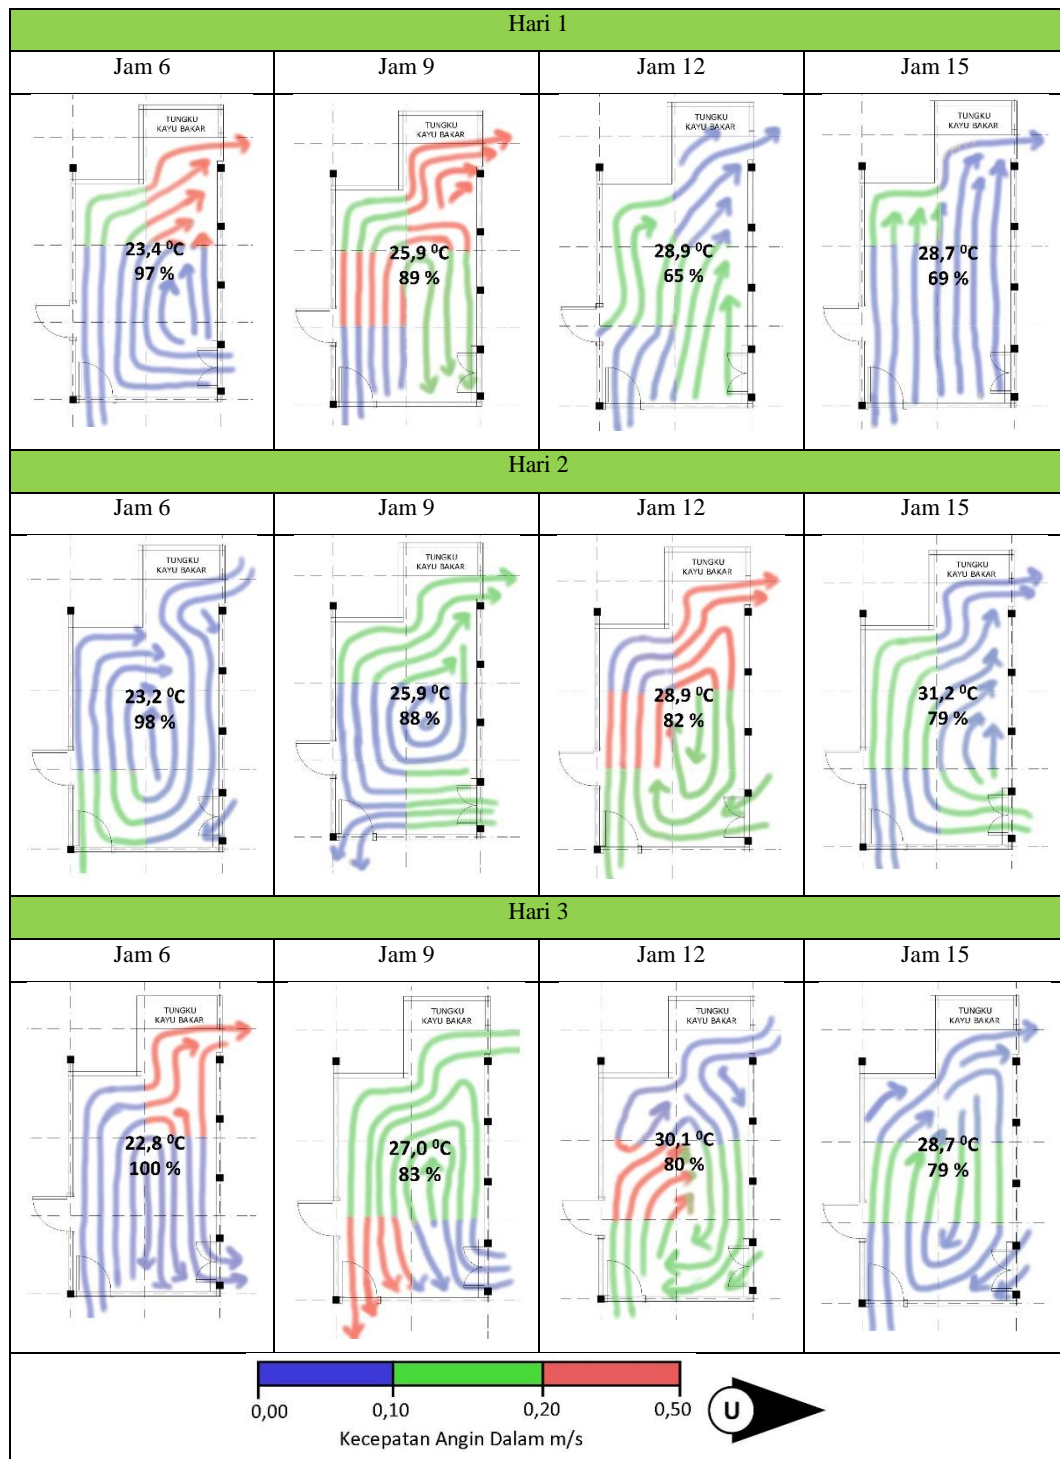 Hari 1
Jam 6
Jam 9
Jam 12
Jam 15
TUNGKU
KAYU BAKAR
23,4 ⁰C
97 %
TUNGKU
KAYU BAKAR
25,9 ⁰C
89 %
TUNGKU
KAYU BAKAR
28,9 ⁰C
65 %
TUNGKU
KAYU BAKAR
28,7 ⁰C
69 %
Hari 2
Jam 6
Jam 9
Jam 12
Jam 15
TUNGKU
KAYU BAKAR
23,2 ⁰C
98 %
TUNGKU
KAYU BAKAR
25,9 ⁰C
88 %
TUNGKU
KAYU BAKAR
28,9 ⁰C
82 %
TUNGKU
KAYU BAKAR
31,2 ⁰C
79 %
Hari 3
Jam 6
Jam 9
Jam 12
Jam 15
TUNGKU
KAYU BAKAR
22,8 ⁰C
100 %
TUNGKU
KAYU BAKAR
27,0 ⁰C
83 %
TUNGKU
KAYU BAKAR
30,1 ⁰C
80 %
TUNGKU
KAYU BAKAR
28,7 ⁰C
79 %
0,00 0,10 0,20 0,50
Kecepatan Angin Dalam m/s
U